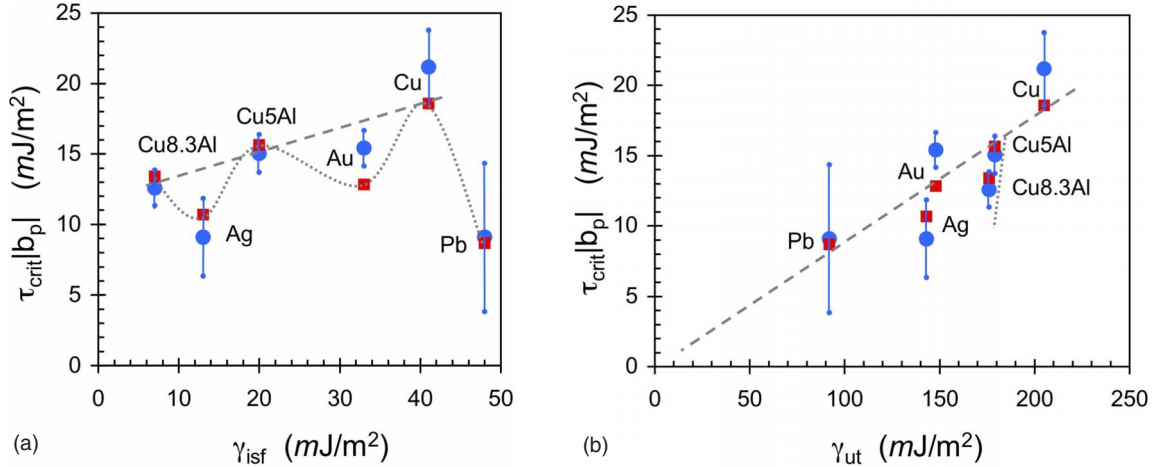 τcrit|bp| (mJ/m²)
25
20
15
10
5
0
Cu8.3Al
Cu5Al
Ag
Au
Cu
Pb
0 10 20 30 40 50
(a) γisf (mJ/m²)
τcrit|bp| (mJ/m²)
25
20
15
10
5
0
Pb
Au
Ag
Cu
Cu5Al
Cu8.3Al
0 50 100 150 200 250
(b) γut (mJ/m²)